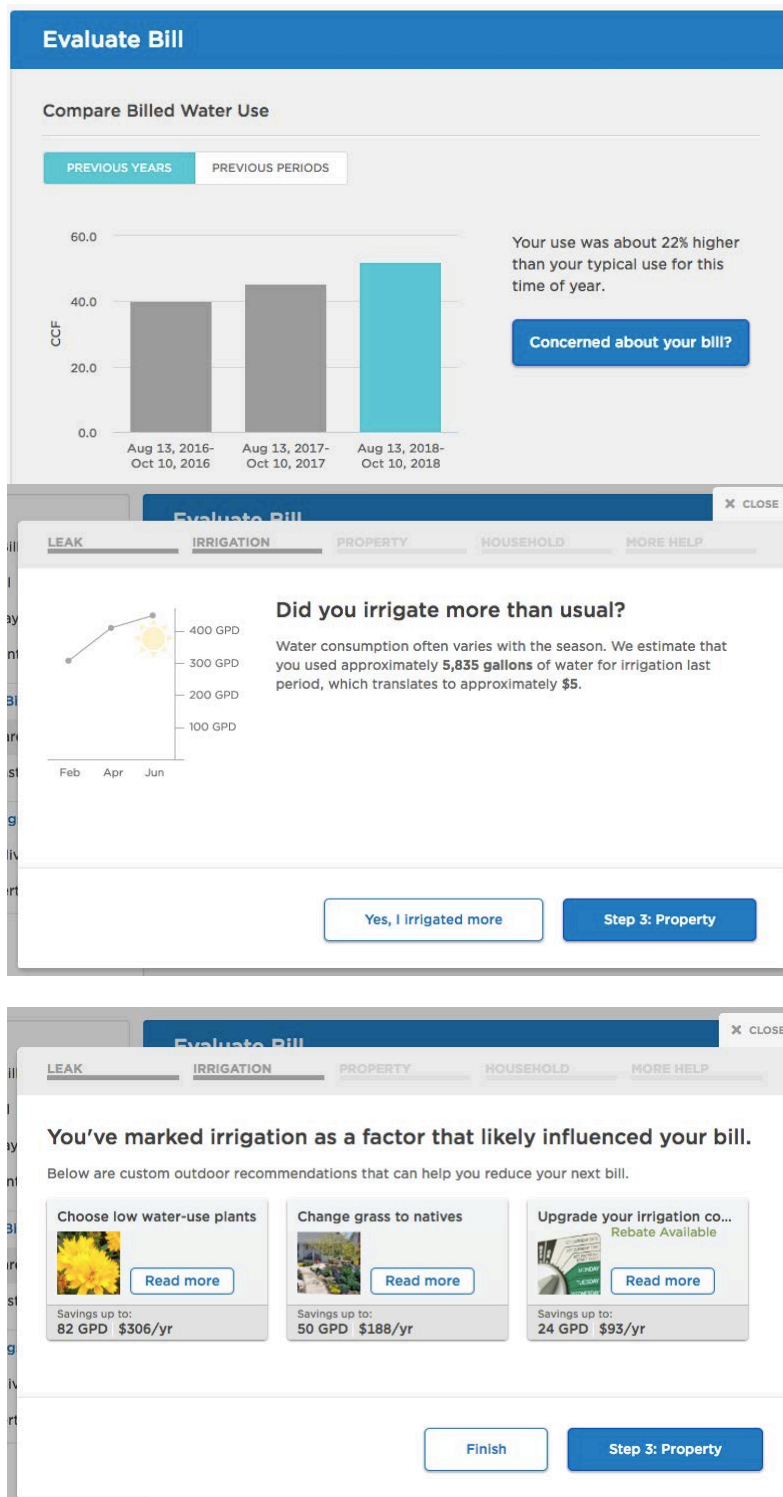 Evaluate Bill
Compare Billed Water Use
PREVIOUS YEARS PREVIOUS PERIODS
60.0
40.0
20.0
0.0
CCF
Aug 13, 2016-
Oct 10, 2016
Aug 13, 2017-
Oct 10, 2017
Aug 13, 2018-
Oct 10, 2018
Your use was about 22% higher
than your typical use for this
time of year.
Concerned about your bill?
Evaluate Bill
X CLOSE
LEAK IRRIGATION PROPERTY HOUSEHOLD MORE HELP
400 GPD
300 GPD
200 GPD
100 GPD
Feb Apr Jun
Did you irrigate more than usual?
Water consumption often varies with the season. We estimate that
you used approximately 5,835 gallons of water for irrigation last
period, which translates to approximately $5.
Yes, I irrigated more
Step 3: Property
Evaluate Bill
X CLOSE
LEAK IRRIGATION PROPERTY HOUSEHOLD MORE HELP
You've marked irrigation as a factor that likely influenced your bill.
Below are custom outdoor recommendations that can help you reduce your next bill.
Choose low water-use plants
Read more
Savings up to:
82 GPD $306/yr
Change grass to natives
Read more
Savings up to:
50 GPD $188/yr
Upgrade your irrigation co...
Rebate Available
MONDAY
TUESDAY
Read more
Savings up to:
24 GPD $93/yr
Finish
Step 3: Property